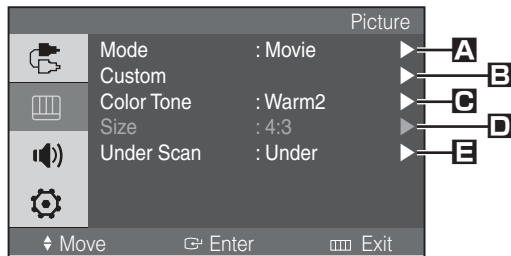 Picture
Mode : Movie A
Custom B
Color Tone : Warm2 C
Size : 4:3 D
Under Scan : Under E
Move Enter Exit